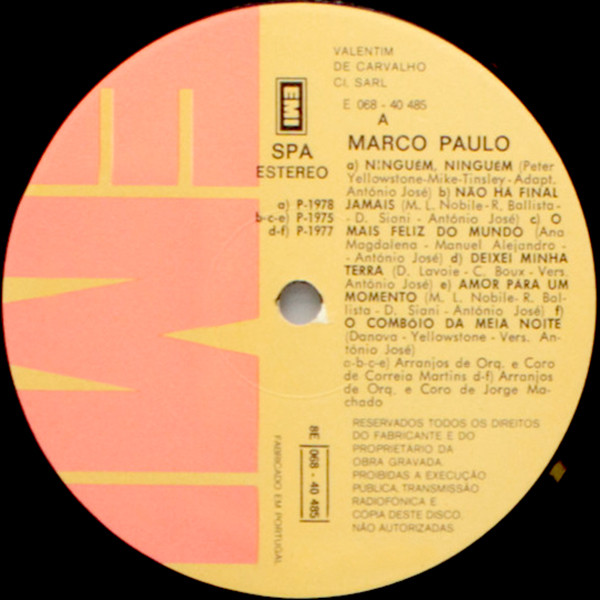 VALENTIM
DE CARVALHO
CI. SARL
E 068 - 40 485
A
EMI
SPA
ESTEREO
a) P-1978
b-c-e) P-1975
d-f) P-1977
MARCO PAULO
a) NINGUÉM, NINGUEM (Peter
Yellowstone-Mike-Tinsley-Adapt.
António José) b) NÃO HÁ FINAL
JAMAIS (M. L. Nobile-R. Ballista-
- D. Siani - António José) c) O
MAIS FELIZ DO MUNDO (Ana
Magdalena - Manuel Alejandro -
- António José) d) DEIXEI MINHA
TERRA (D. Lavoie - C. Boux - Vers.
António José) e) AMOR PARA UM
MOMENTO (M. L. Nobile- R. Bal-
lista - D. Siani - António José) f)
O COMBÓIO DA MEIA NOITE
(Danova - Yellowstone - Vers. An-
tónio José)
a-b-c-e) Arranjos de Orq. e Coro
de Correia Martins d-f) Arranjos
de Orq. e Coro de Jorge Ma-
chado
RESERVADOS TODOS OS DIREITOS
DO FABRICANTE E DO
PROPRIETÁRIO DA
OBRA GRAVADA.
PROIBIDAS A EXECUÇÃO
PÚBLICA, TRANSMISSÃO
RADIOFONICA E
CÓPIA DESTE DISCO,
NÃO AUTORIZADAS
8E 068 - 40 485
FABRICADO EM PORTUGAL